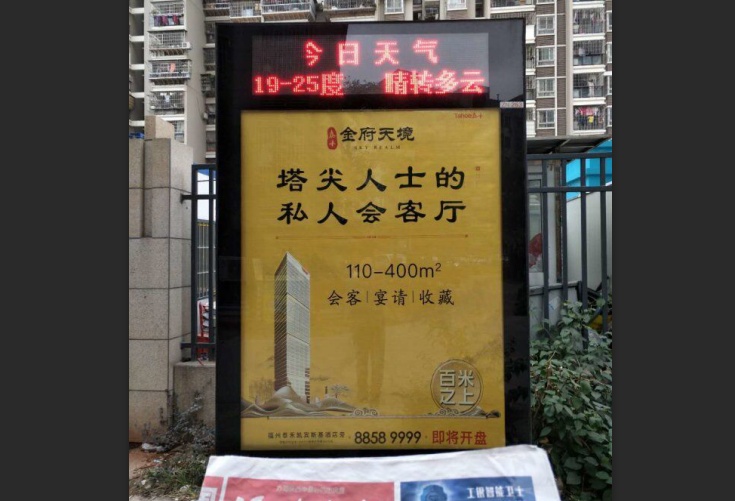 今日天气
19-25度 晴转多云
金府天境
SKY REALM
塔尖人士的
私人会客厅
110-400m²
会客|宴请|收藏
百米
之上
8858 9999 · 即将开盘